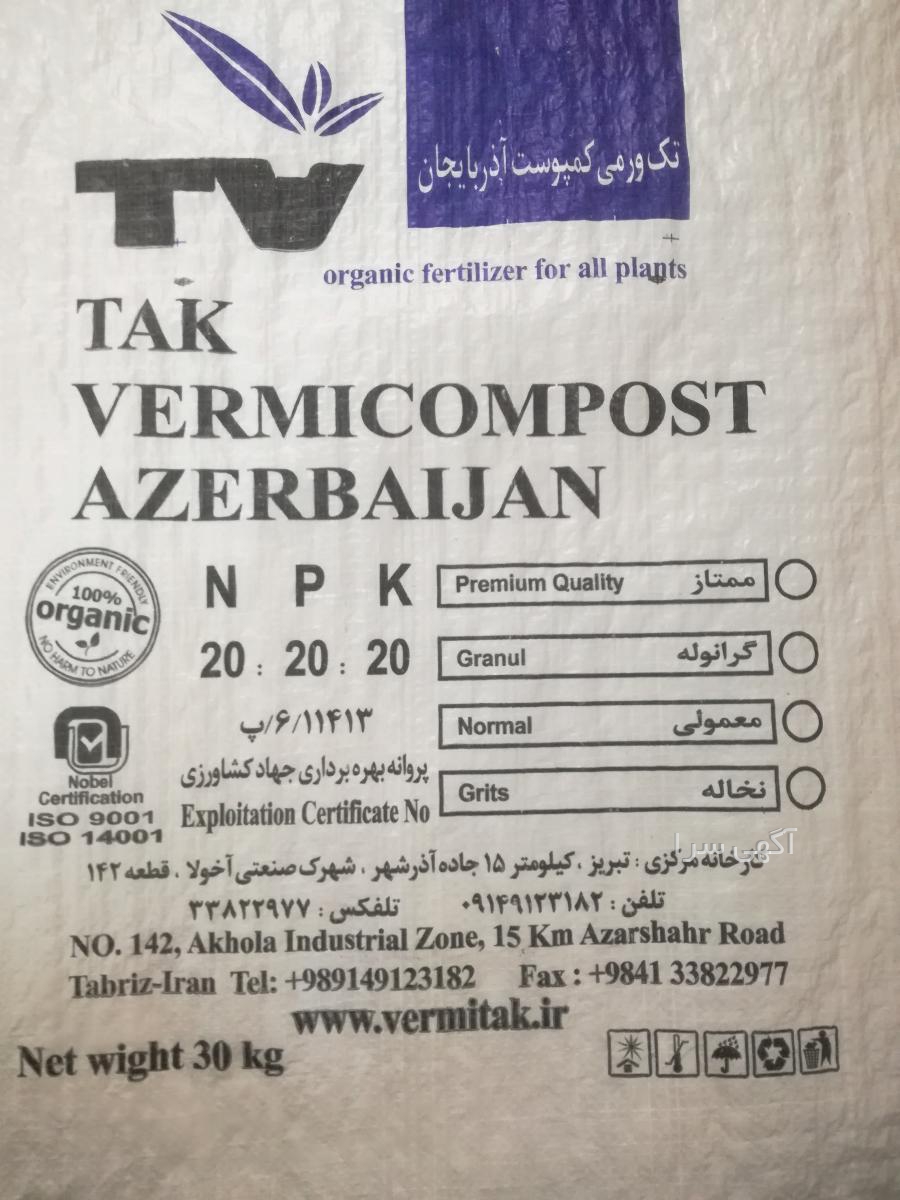 تک ورمی کمپوست آذربایجان
TV
organic fertilizer for all plants
TAK
VERMICOMPOST
AZERBAIJAN
ENVIRONMENT FRIENDLY
100%
organic
NO HARM TO NATURE
N P K
20 : 20 : 20
Premium Quality ممتاز
Granul گرانوله
Normal معمولی
Grits نخاله
پ/۶/۱۱۴۱۳
پروانه بهره برداری جهاد کشاورزی
Exploitation Certificate No
Nobel
Certification
ISO 9001
ISO 14001
آگهی سرا
کارخانه مرکزی : تبریز ، کیلومتر ۱۵ جاده آذرشهر ، شهرک صنعتی آخولا ، قطعه ۱۴۲
تلفن : ۰۹۱۴۹۱۲۳۱۸۲ تلفکس : ۳۳۸۲۲۹۷۷
NO. 142, Akhola Industrial Zone, 15 Km Azarshahr Road
Tabriz-Iran Tel: +989149123182 Fax : +9841 33822977
www.vermitak.ir
Net wight 30 kg